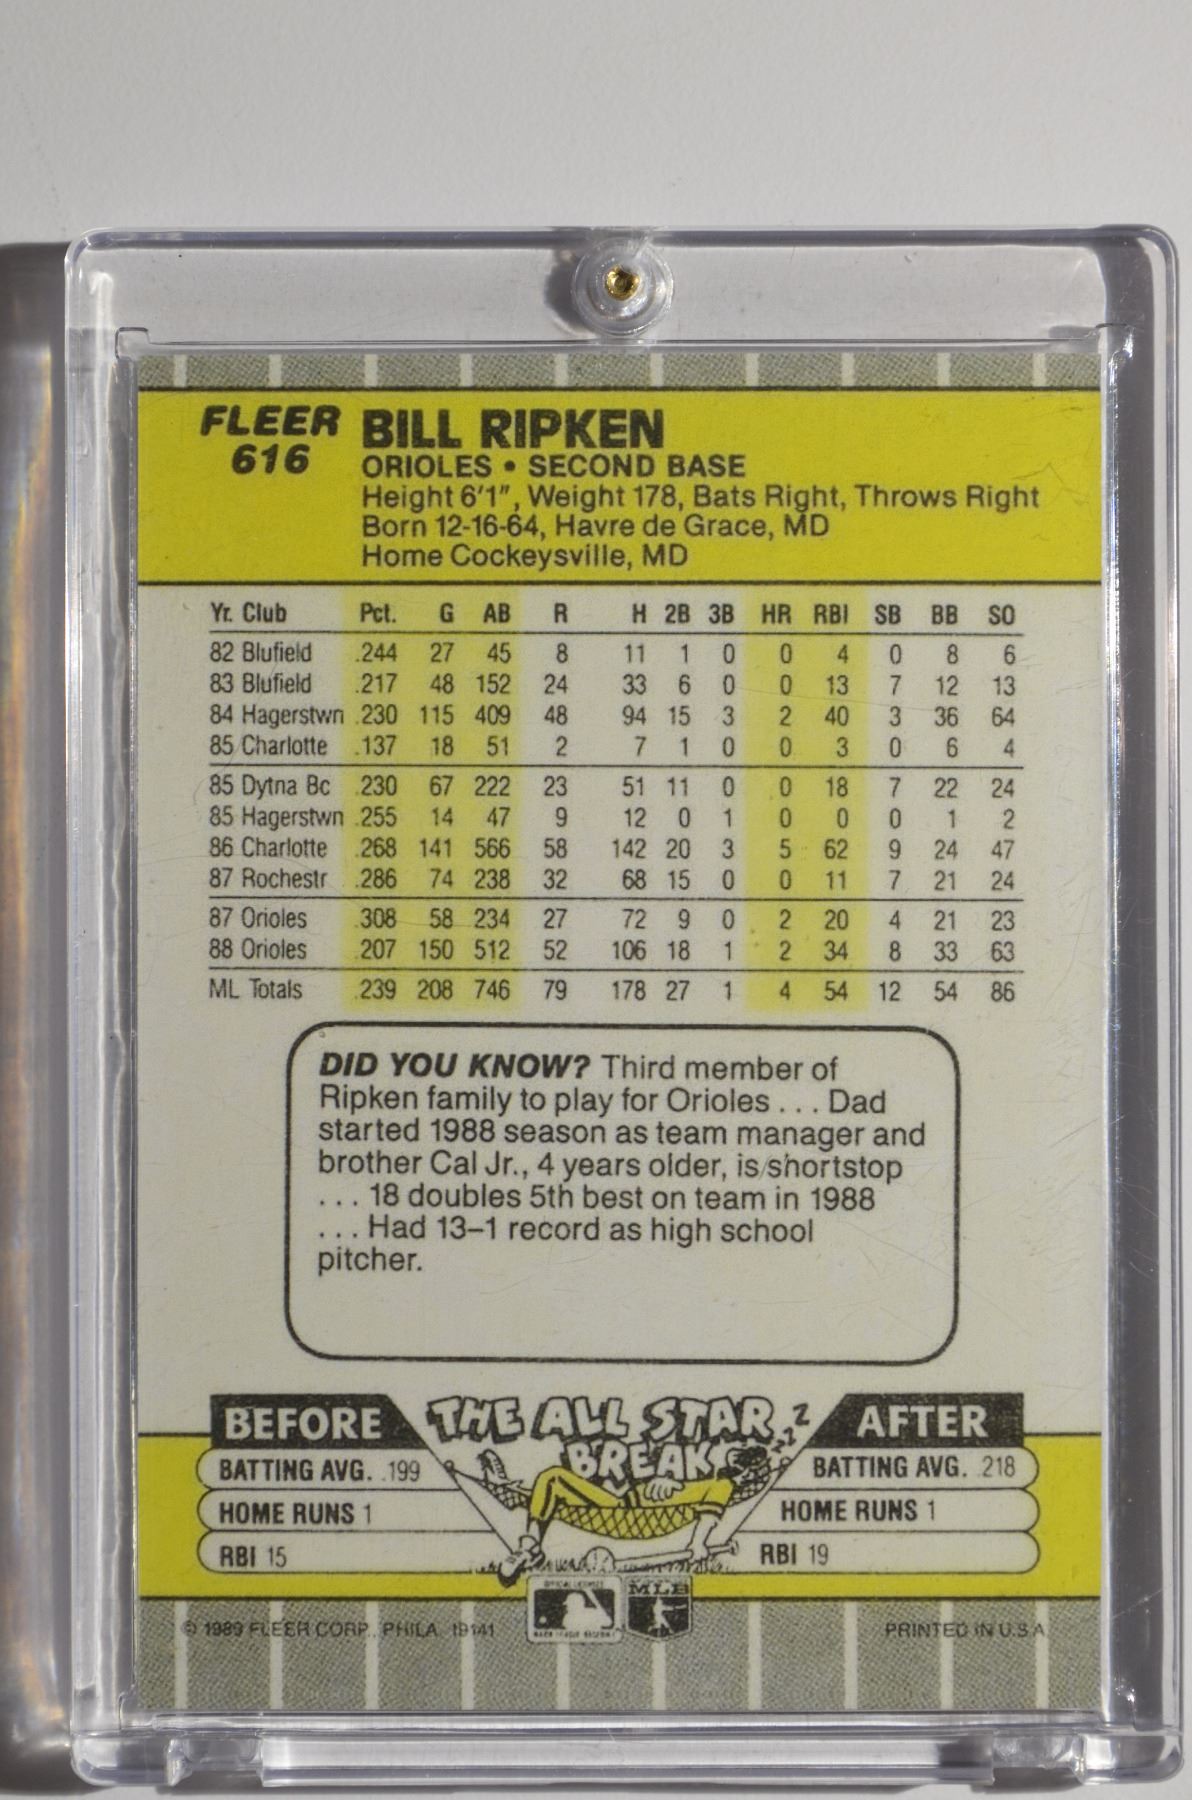 FLEER
616
BILL RIPKEN
ORIOLES • SECOND BASE
Height 6'1", Weight 178, Bats Right, Throws Right
Born 12-16-64, Havre de Grace, MD
Home Cockeysville, MD
Yr. Club Pct. G AB R H 2B 3B HR RBI SB BB SO
82 Blufield .244 27 45 8 11 1 0 0 4 0 8 6
83 Blufield .217 48 152 24 33 6 0 0 13 7 12 13
84 Hagerstwn .230 115 409 48 94 15 3 2 40 3 36 64
85 Charlotte .137 18 51 2 7 1 0 0 3 0 6 4
85 Dytna Bc .230 67 222 23 51 11 0 0 18 7 22 24
85 Hagerstwn .255 14 47 9 12 0 1 0 0 0 1 2
86 Charlotte .268 141 566 58 142 20 3 5 62 9 24 47
87 Rochestr .286 74 238 32 68 15 0 0 11 7 21 24
87 Orioles .308 58 234 27 72 9 0 2 20 4 21 23
88 Orioles .207 150 512 52 106 18 1 2 34 8 33 63
ML Totals .239 208 746 79 178 27 1 4 54 12 54 86
DID YOU KNOW? Third member of
Ripken family to play for Orioles . . . Dad
started 1988 season as team manager and
brother Cal Jr., 4 years older, is shortstop
. . . 18 doubles 5th best on team in 1988
. . . Had 13–1 record as high school
pitcher.
BEFORE
BATTING AVG. .199
HOME RUNS 1
RBI 15
THE ALL STAR
BREAK
ZZZZ
AFTER
BATTING AVG. .218
HOME RUNS 1
RBI 19
MLB
© 1989 FLEER CORP., PHILA. 19141
PRINTED IN U.S.A.